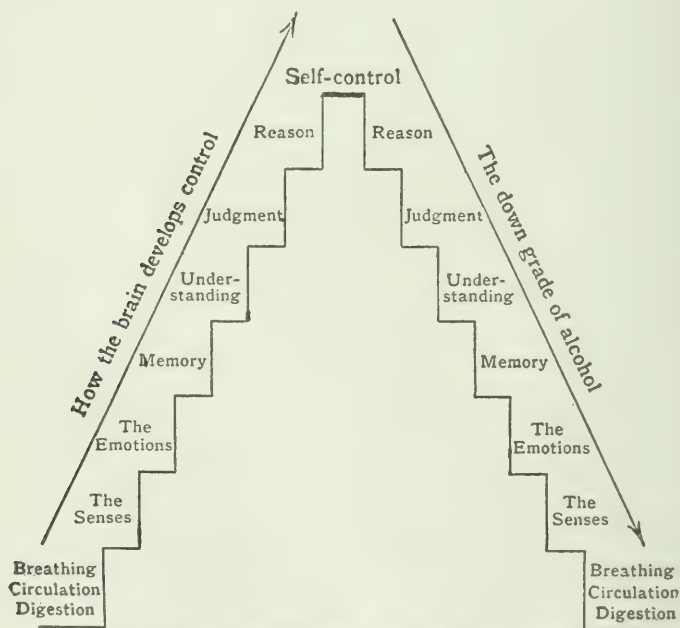 Self-control
Reason
Judgment
Under-
standing
Memory
The
Emotions
The
Senses
Breathing
Circulation
Digestion
How the brain develops control
Reason
Judgment
Under-
standing
Memory
The
Emotions
The
Senses
Breathing
Circulation
Digestion
The down grade of alcohol